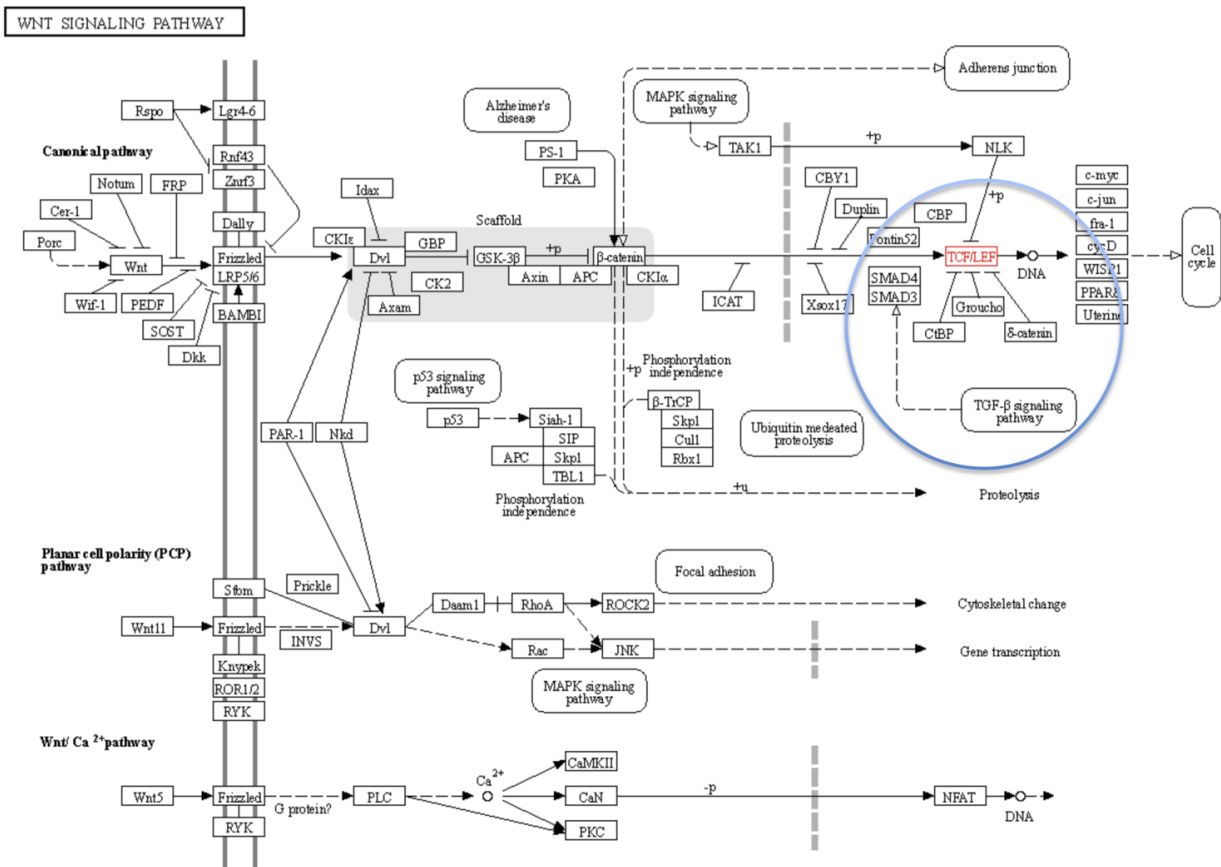 WNT SIGNALING PATHWAY
Rspo
Lgr4-6
Canonical pathway
Rnf43
Znrf3
Notum
FRP
Cer-1
Porc
Wnt
Wif-1
PEDF
SOST
Dkk
Dally
Frizzled
LRP5/6
BAMBI
Idax
CKIε
Dvl
GBP
CK2
Axam
Scaffold
GSK-3β
+p
β-catenin
Axin
APC
CKIα
Alzheimer's
disease
PS-1
PKA
Adherens junction
MAPK signaling
pathway
TAK1
+p
NLK
+p
CBY1
Duplin
CBP
Pontin52
ICAT
Xsox17
TCF/LEF
DNA
SMAD4
SMAD3
Groucho
CtBP
δ-catenin
TGF-β signaling
pathway
c-myc
c-jun
fra-1
cycD
WISP1
PPARδ
Uterine
Cell
cycle
PAR-1
Nkd
p53 signaling
pathway
p53
Siah-1
SIP
APC
Skp1
TBL1
Phosphorylation
independence
+p
Phosphorylation
independence
β-TrCP
Skp1
Cul1
Rbx1
Ubiquitin medeated
proteolysis
+u
Proteolysis
Planar cell polarity (PCP)
pathway
Stbm
Prickle
Wnt11
Frizzled
INVS
Dvl
Knypek
ROR1/2
RYK
Daam1
RhoA
ROCK2
Focal adhesion
Cytoskeletal change
Rac
JNK
Gene transcription
MAPK signaling
pathway
Wnt/ Ca 2+ pathway
Wnt5
Frizzled
RYK
G protein?
PLC
Ca2+
CaMKII
CaN
PKC
-p
NFAT
DNA